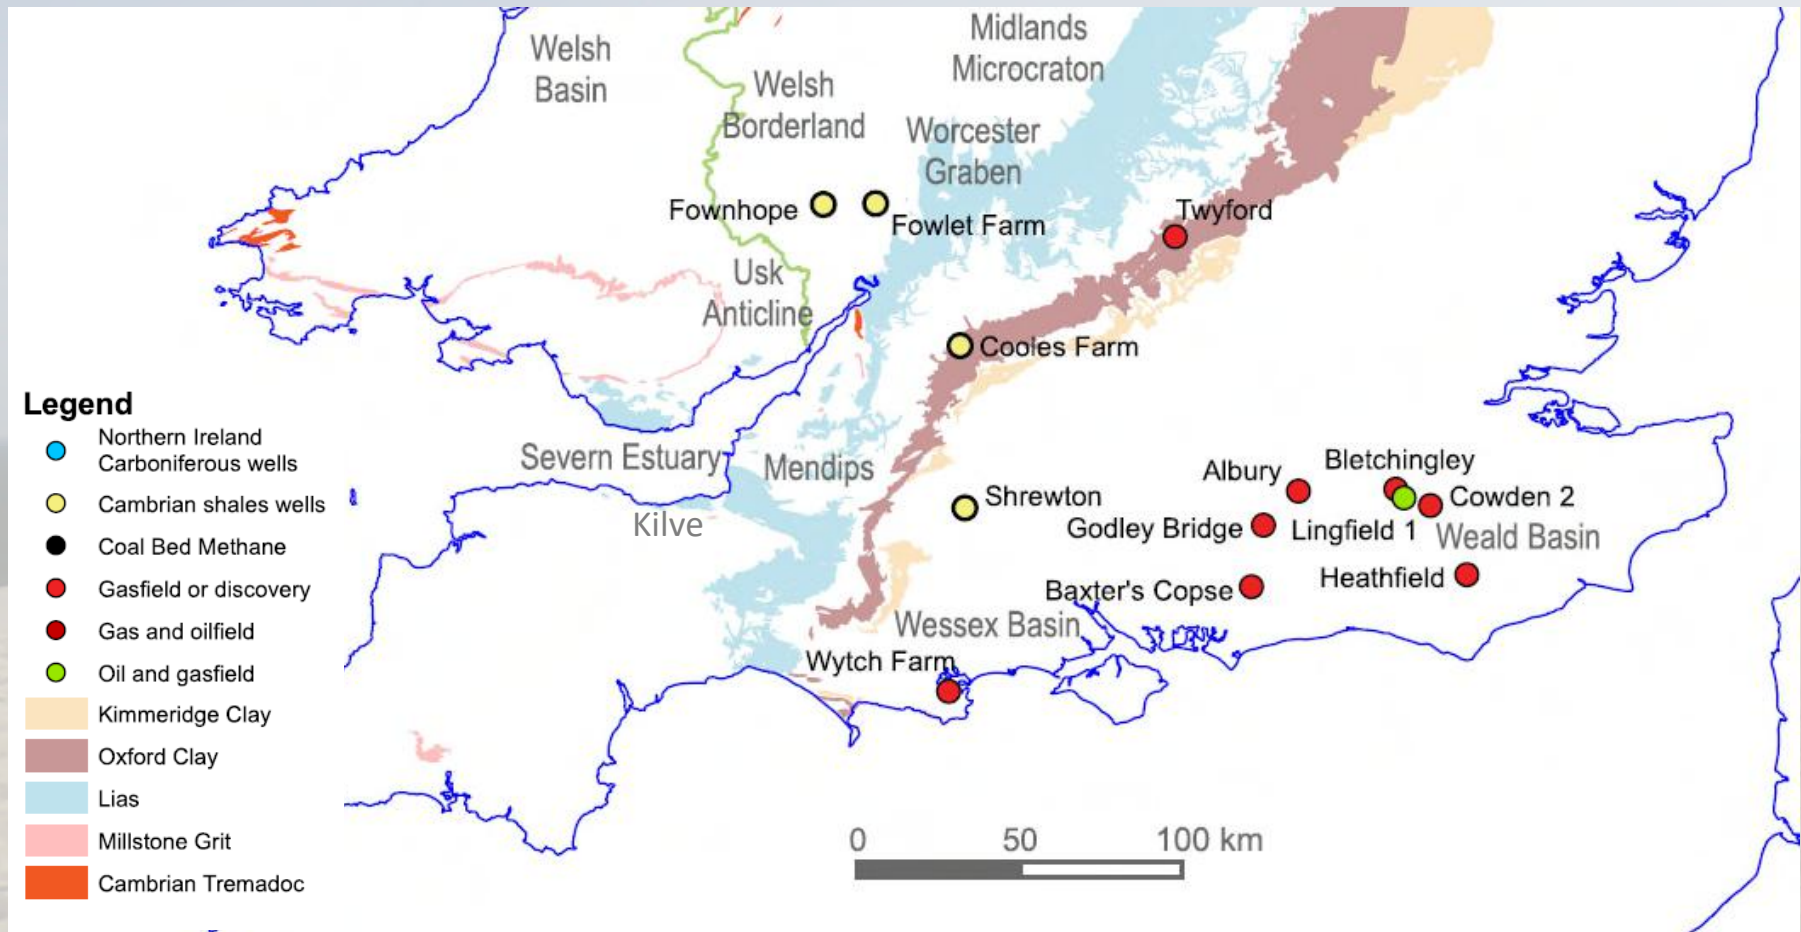 Welsh
Basin
Midlands
Microcraton
Welsh
Borderland
Worcester
Graben
Fownhope
Fowlet Farm
Twyford
Usk
Anticline
Cooles Farm
Severn Estuary
Mendips
Kilve
Shrewton
Albury
Bletchingley
Cowden 2
Godley Bridge
Lingfield 1
Weald Basin
Heathfield
Baxter's Copse
Wessex Basin
Wytch Farm
0 50 100 km
Legend
Northern Ireland
Carboniferous wells
Cambrian shales wells
Coal Bed Methane
Gasfield or discovery
Gas and oilfield
Oil and gasfield
Kimmeridge Clay
Oxford Clay
Lias
Millstone Grit
Cambrian Tremadoc